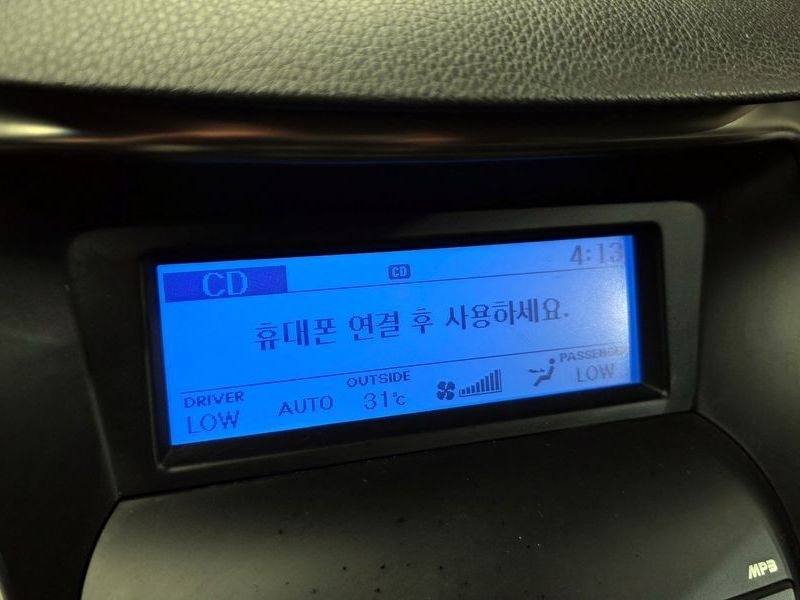 CD CD 4:13
휴대폰 연결 후 사용하세요.
DRIVER OUTSIDE PASSENGER
LOW AUTO 31℃ LOW
MP3